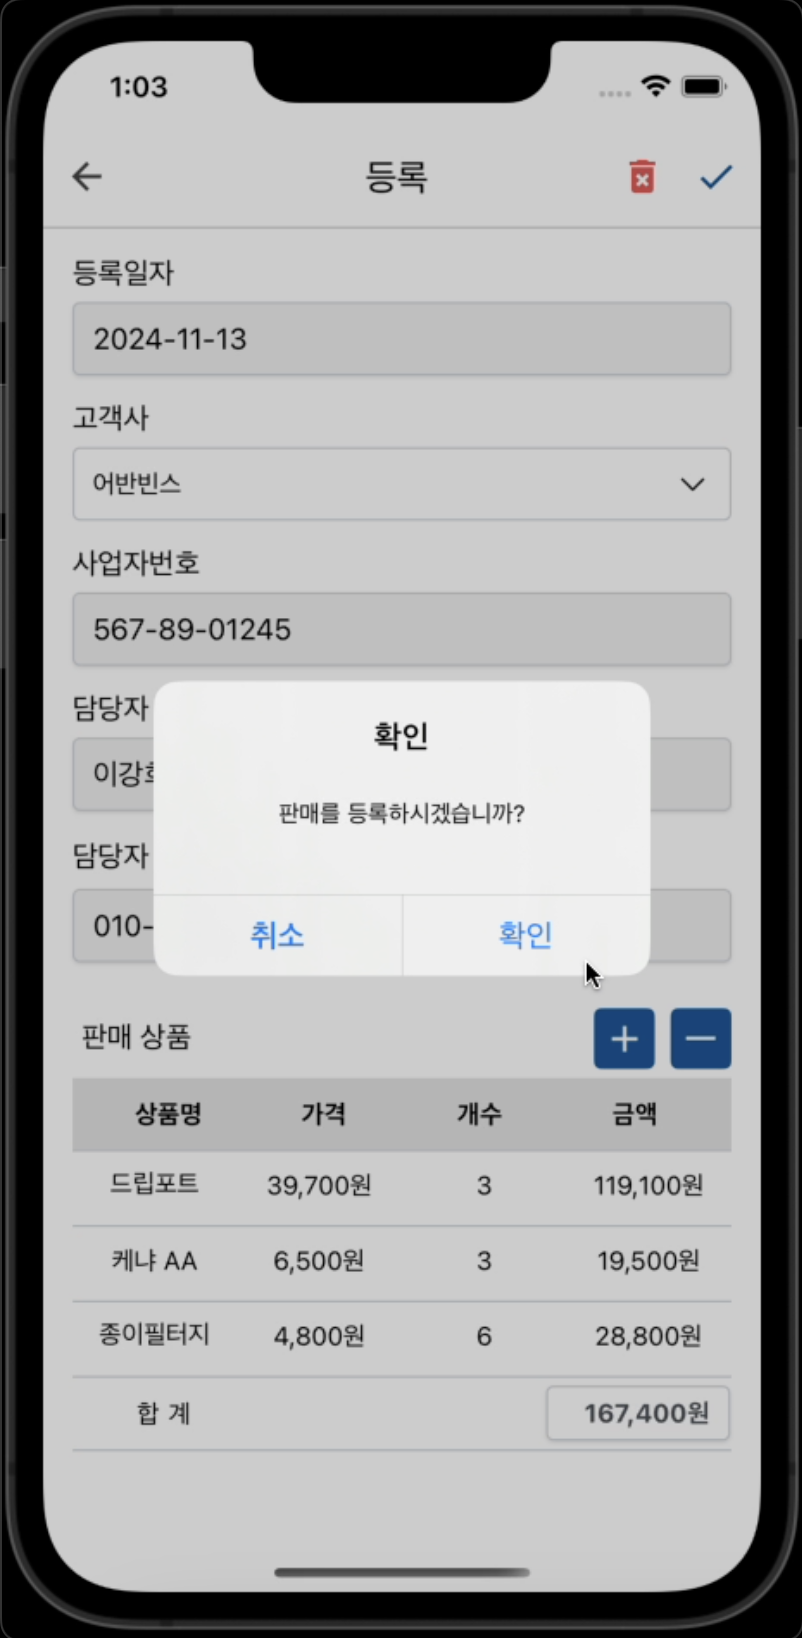 1:03
등록
등록일자
2024-11-13
고객사
어반빈스
사업자번호
567-89-01245
담당자
이강
확인
판매를 등록하시겠습니까?
담당자
010-
취소 확인
판매 상품
상품명 가격 개수 금액
드립포트 39,700원 3 119,100원
케냐 AA 6,500원 3 19,500원
종이필터지 4,800원 6 28,800원
합 계 167,400원